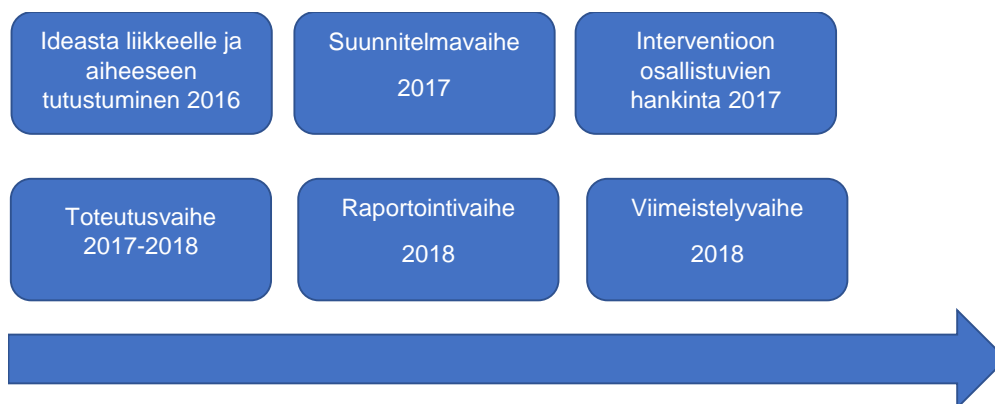 Ideasta liikkeelle ja
aiheeseen
tutustuminen 2016
Suunnitelmavaihe
2017
Interventioon
osallistuvien
hankinta 2017
Toteutusvaihe
2017-2018
Raportointivaihe
2018
Viimeistelyvaihe
2018